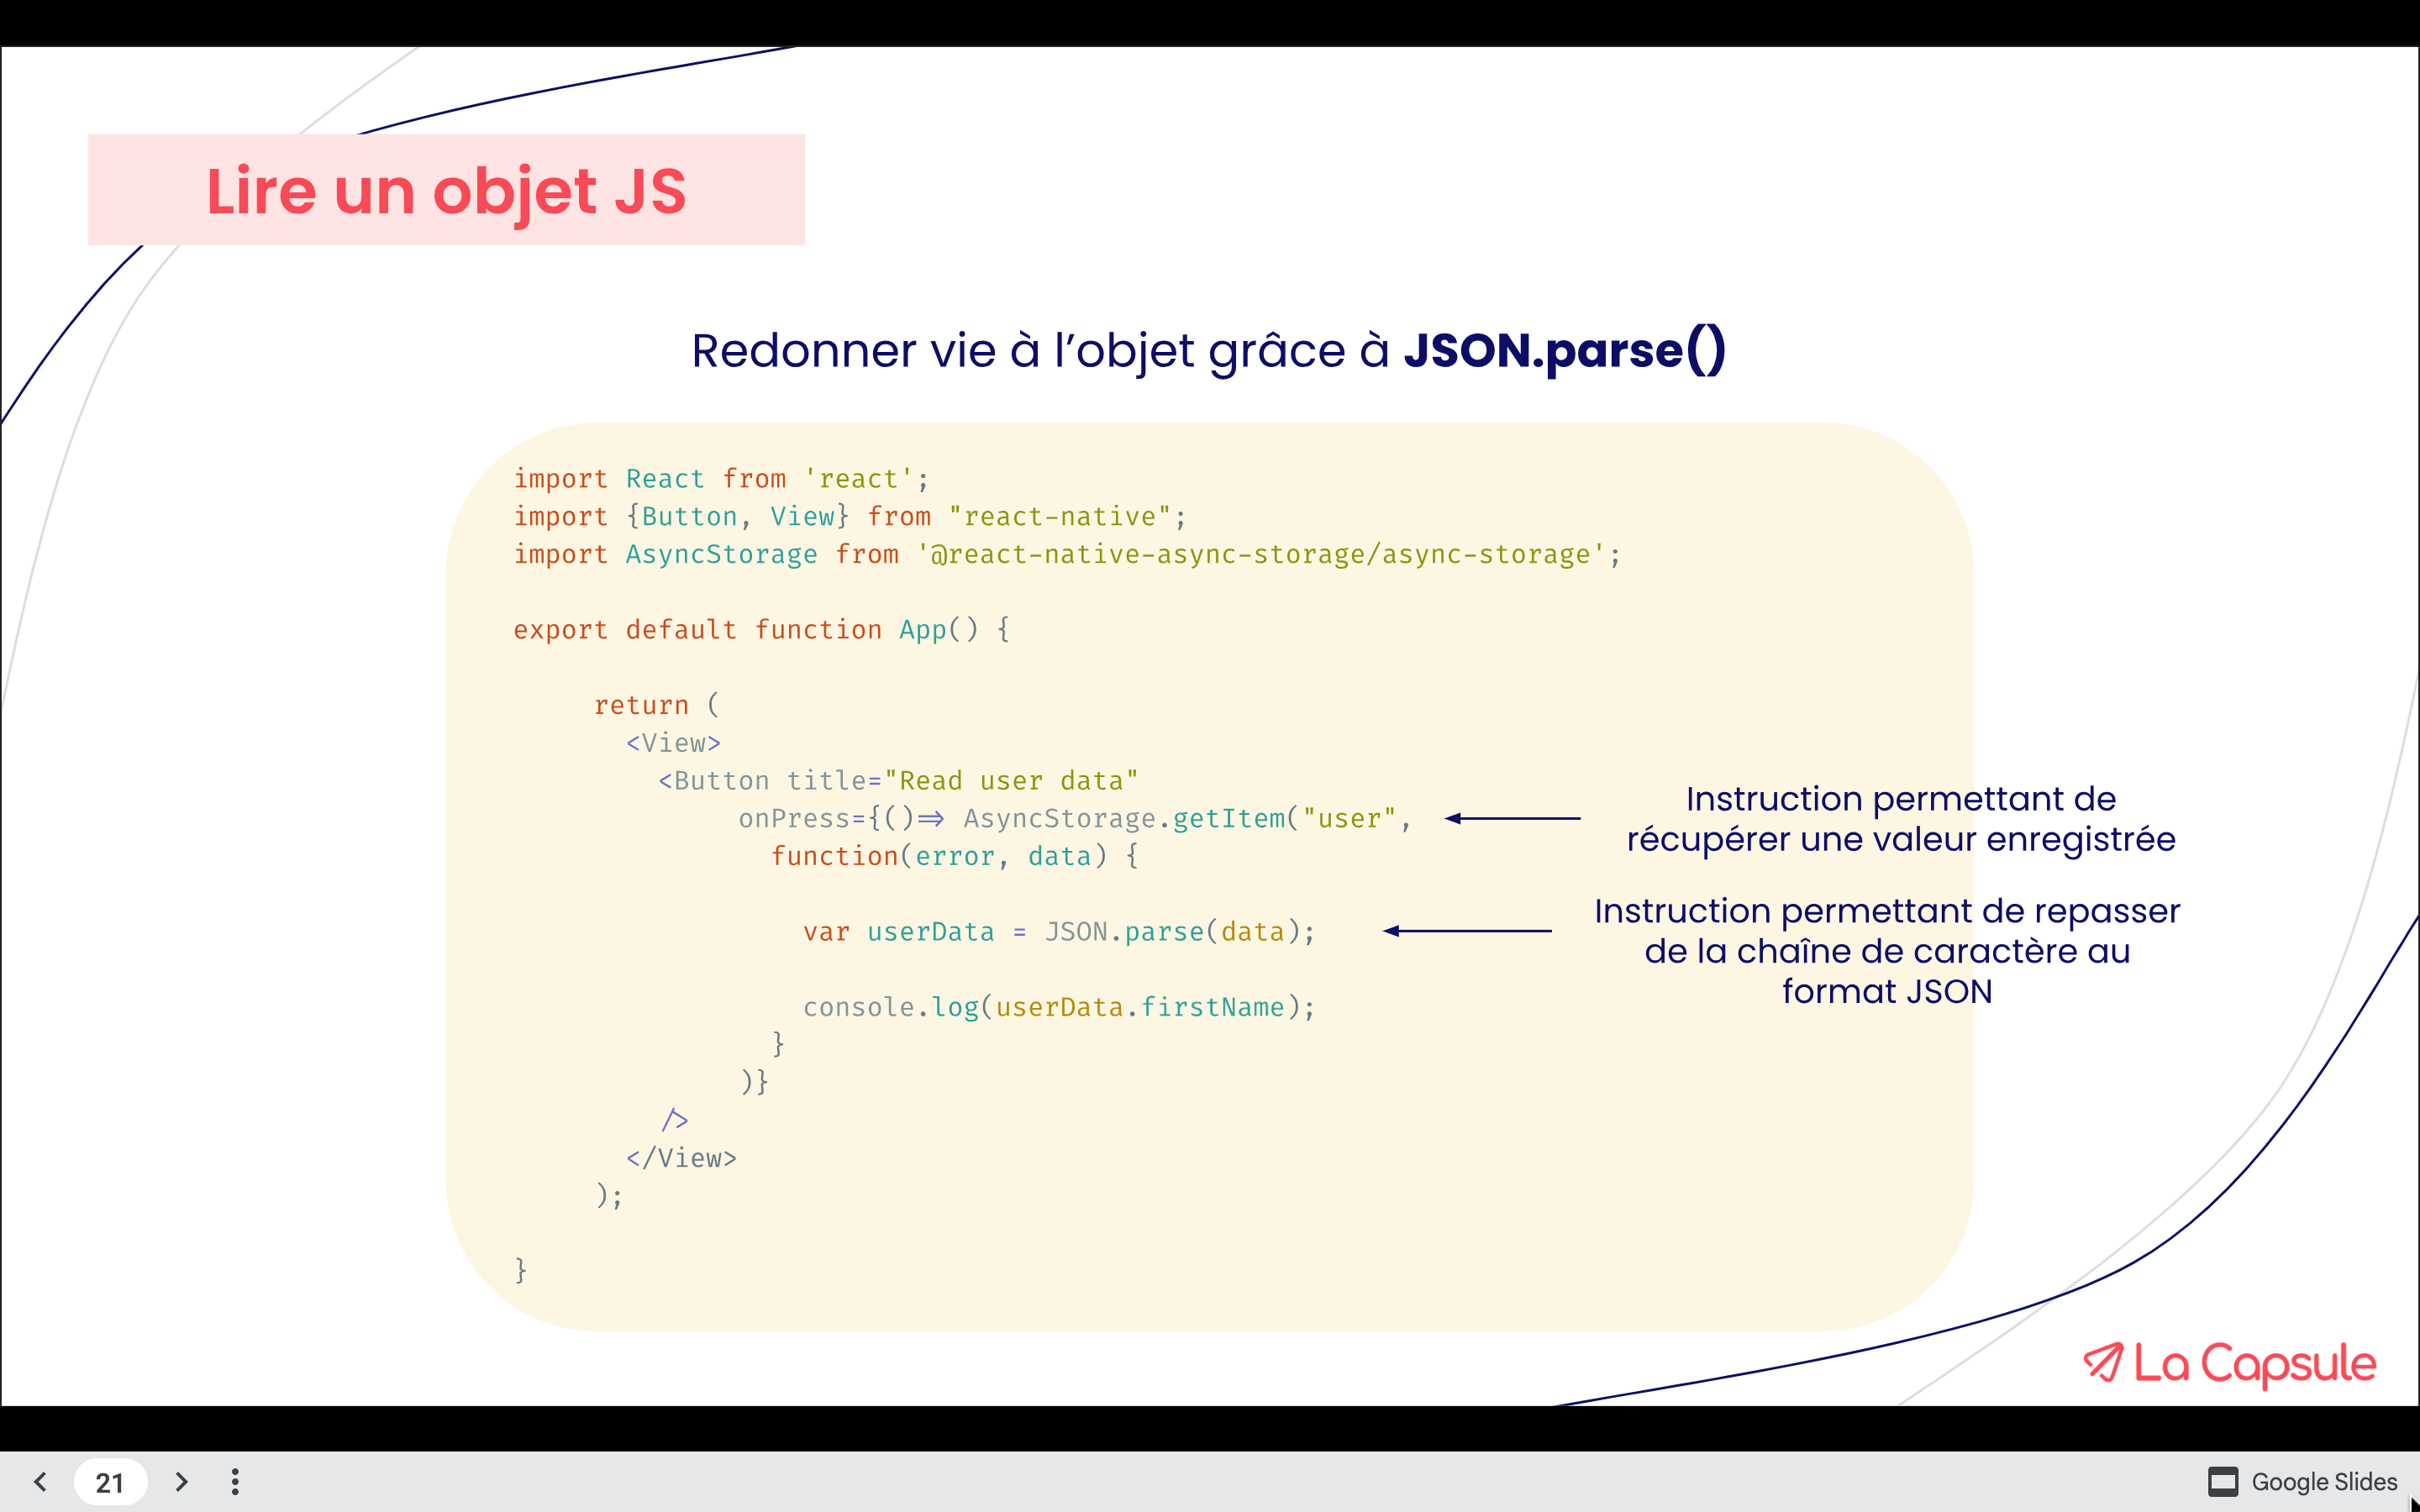 Lire un objet JS
Redonner vie à l’objet grâce à JSON.parse()
import React from 'react';
import {Button, View} from "react-native";
import AsyncStorage from '@react-native-async-storage/async-storage';
export default function App() {
return (
<View>
<Button title="Read user data"
onPress={()=> AsyncStorage.getItem("user",
function(error, data) {
var userData = JSON.parse(data);
console.log(userData.firstName);
}
)}
/>
</View>
);
}
Instruction permettant de
récupérer une valeur enregistrée
Instruction permettant de repasser
de la chaîne de caractère au
format JSON
La Capsule
21
Google Slides